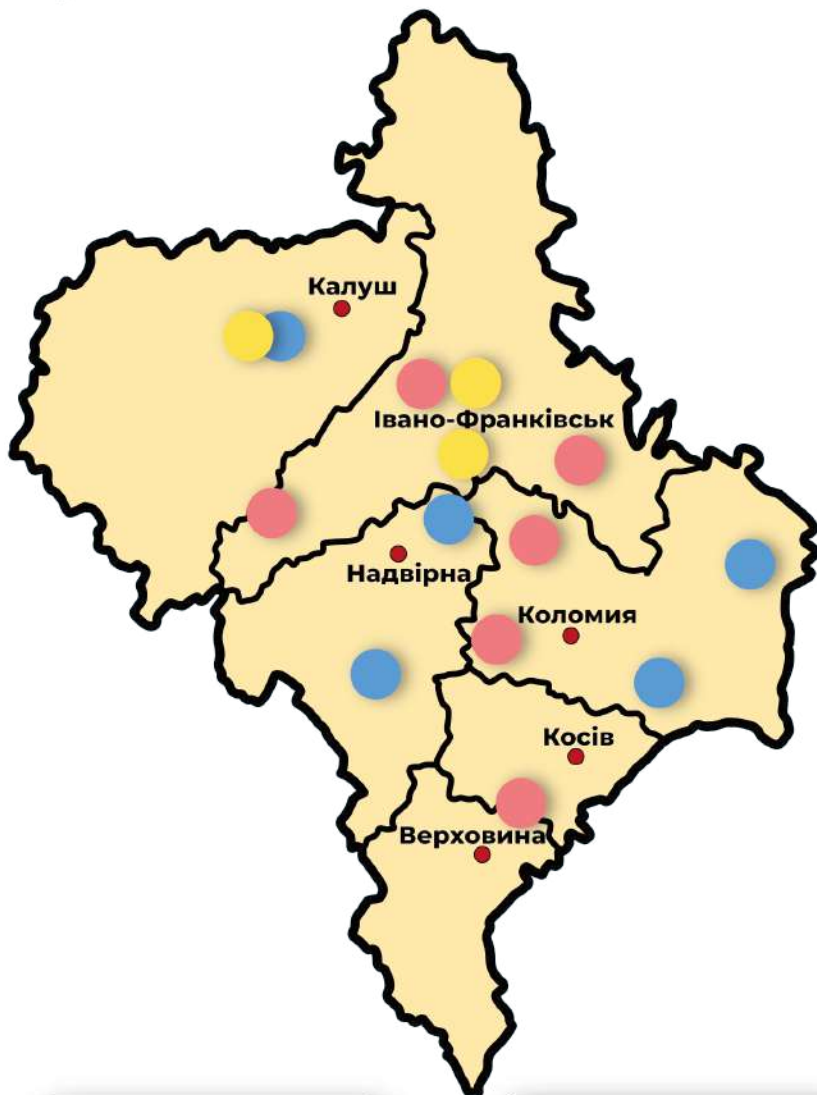 Калуш
Івано-Франківськ
Надвірна
Коломия
Косів
Верховина